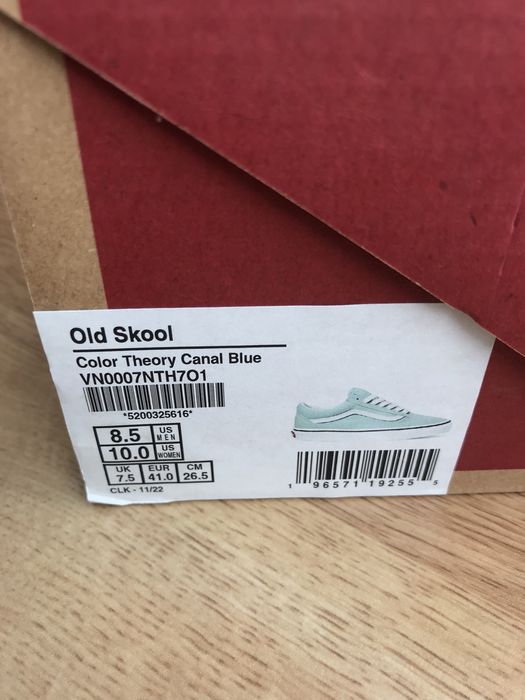 Old Skool
Color Theory Canal Blue
VN0007NTH7O1
*5200325616*
8.5 US MEN
10.0 US WOMEN
UK EUR CM
7.5 41.0 26.5
CLK - 11/22
1 96571 19255 5